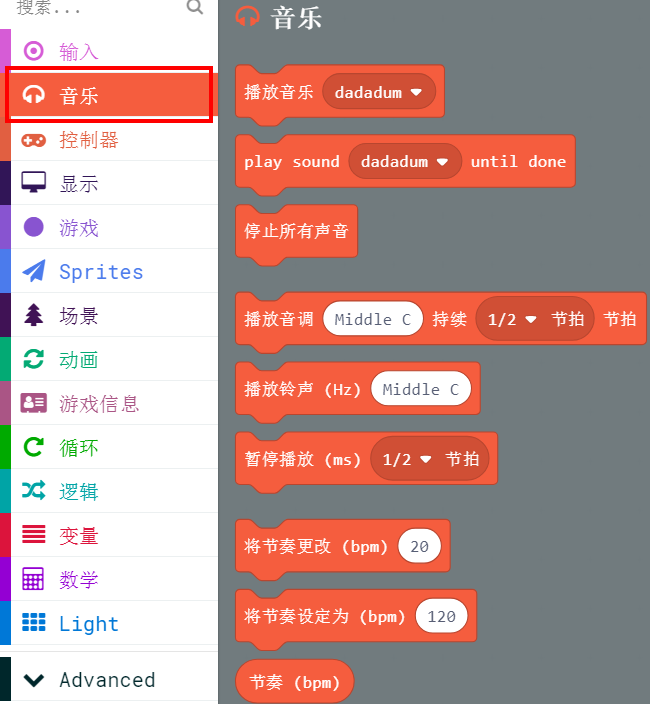 搜索...
输入
音乐
控制器
显示
游戏
Sprites
场景
动画
游戏信息
循环
逻辑
变量
数学
Light
Advanced
音乐
播放音乐 dadadum
play sound dadadum until done
停止所有声音
播放音调 Middle C 持续 1/2 节拍 节拍
播放铃声 (Hz) Middle C
暂停播放 (ms) 1/2 节拍
将节奏更改 (bpm) 20
将节奏设定为 (bpm) 120
节奏 (bpm)